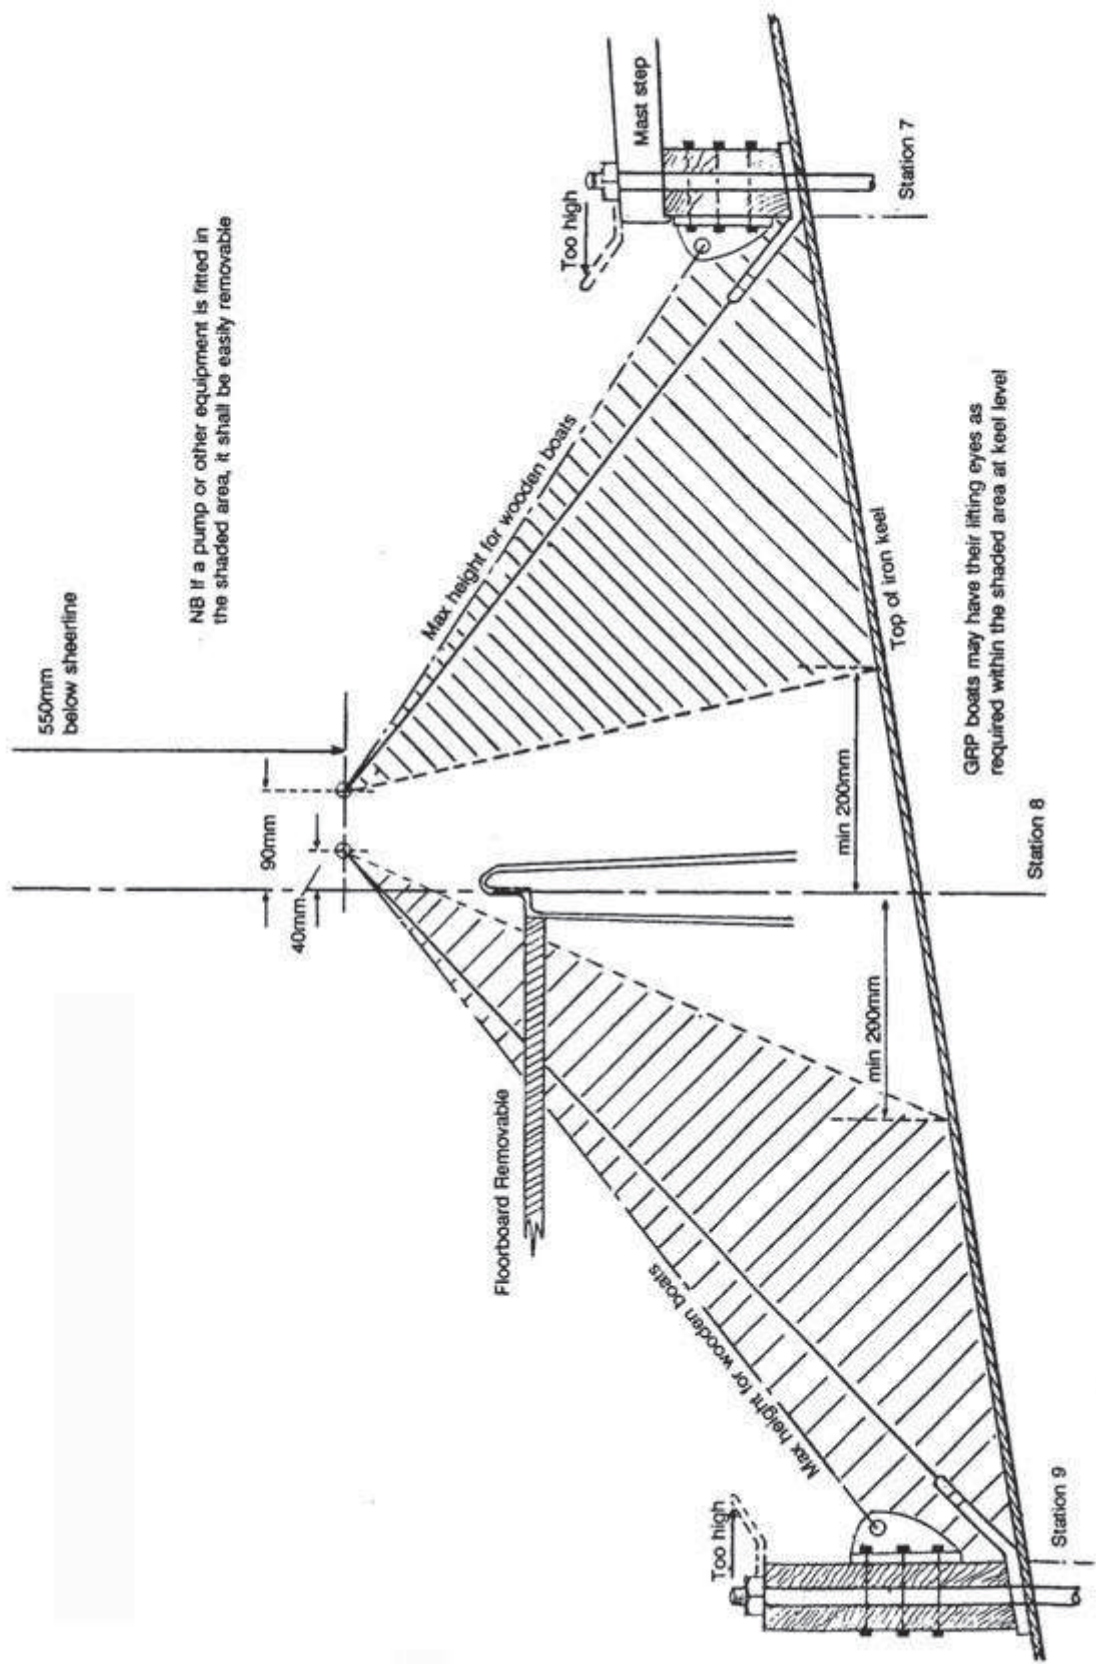 550mm
below sheerline
NB If a pump or other equipment is fitted in
the shaded area, it shall be easily removable
90mm
40mm
Too high
Mast step
Max height for wooden boats
Floorboard Removable
Max height for wooden boats
Too high
min 200mm
min 200mm
Top of iron keel
Station 7
GRP boats may have their lifting eyes as
required within the shaded area at keel level
Station 8
Station 9